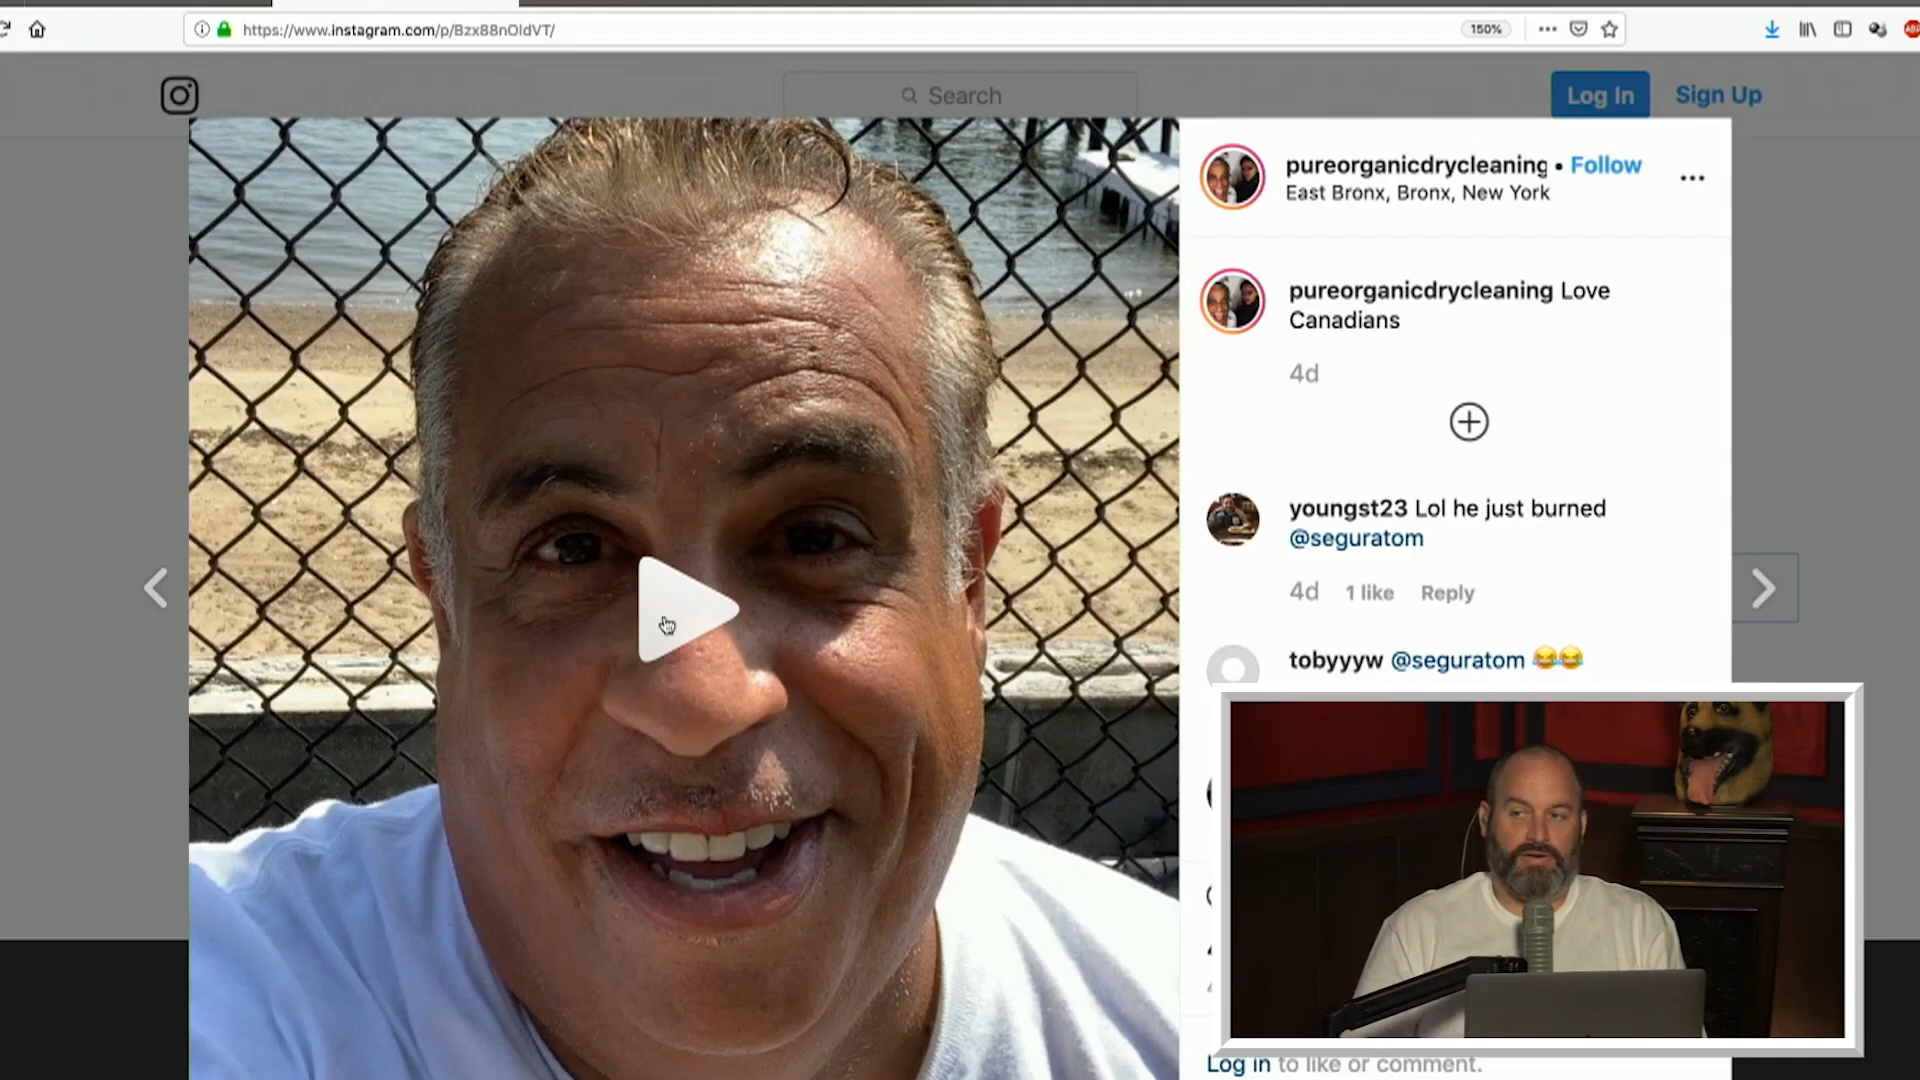 https://www.instagram.com/p/Bzx88nOldVT/
150%
Search
Log In
Sign Up
pureorganicdrycleaning • Follow
East Bronx, Bronx, New York
pureorganicdrycleaning Love
Canadians
4d
youngst23 Lol he just burned
@seguratom
4d 1 like Reply
tobyyyw @seguratom 😂😂
Log in to like or comment.